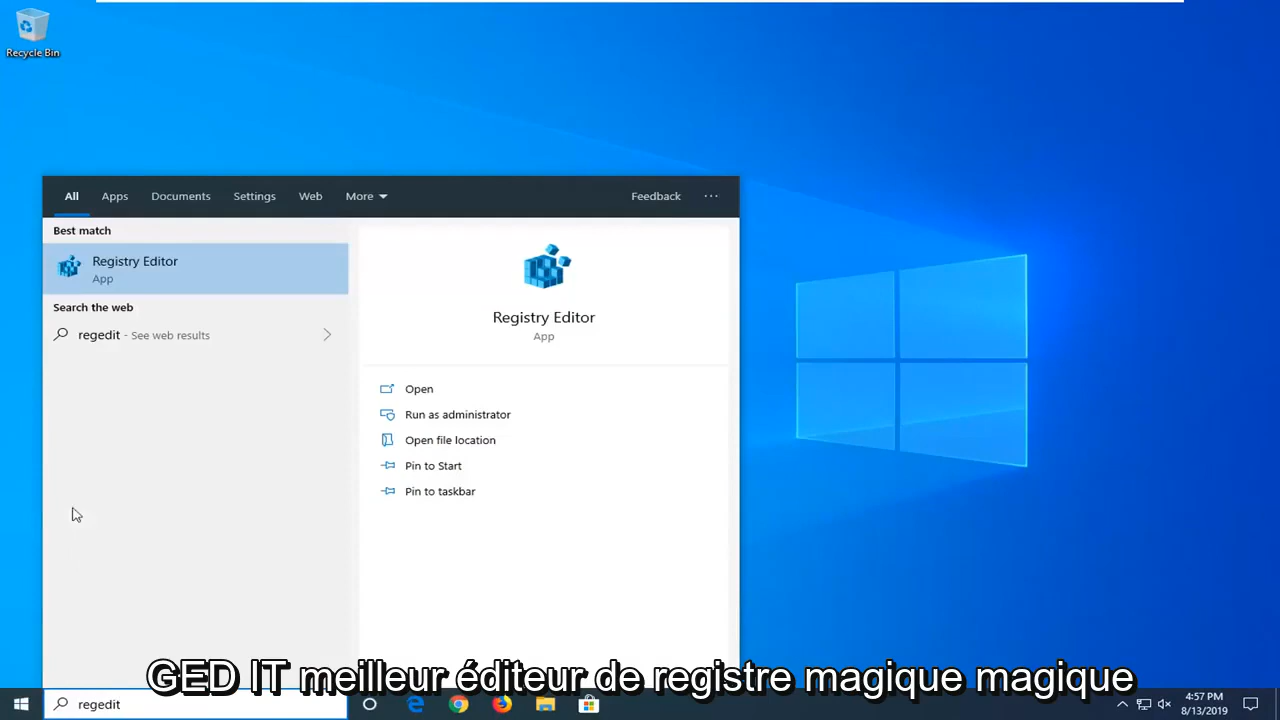 Recycle Bin
All Apps Documents Settings Web More Feedback ...
Best match
Registry Editor
App
Search the web
regedit - See web results
Registry Editor
App
Open
Run as administrator
Open file location
Pin to Start
Pin to taskbar
GED IT meilleur éditeur de registre magique magique
regedit
4:57 PM
8/13/2019